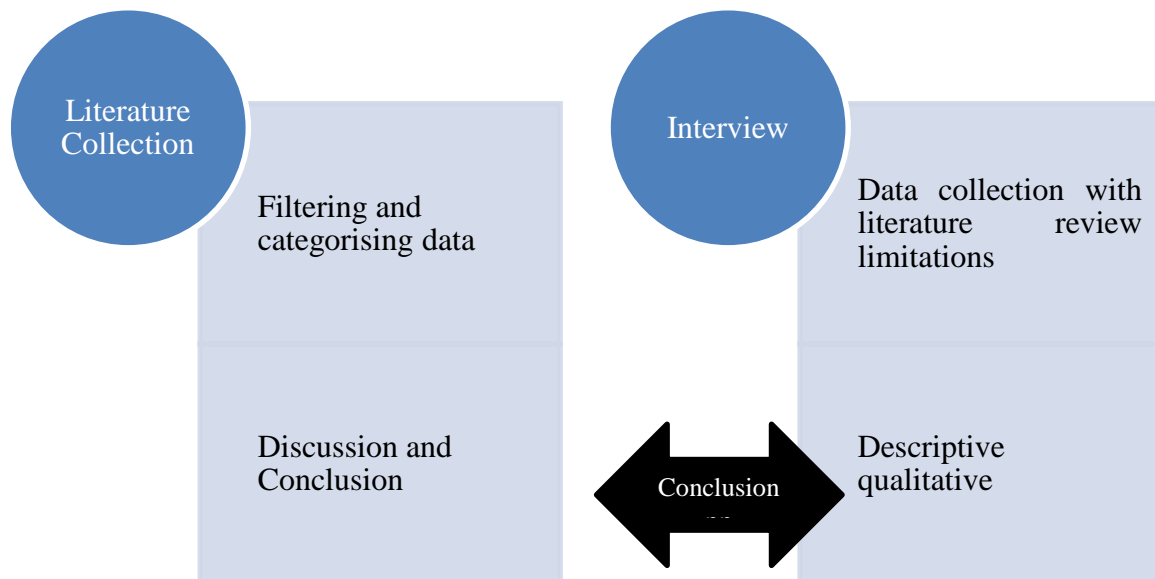 Literature
Collection
Filtering and
categorising data
Discussion and
Conclusion
Interview
Data collection with
literature review
limitations
Descriptive
qualitative
Conclusion